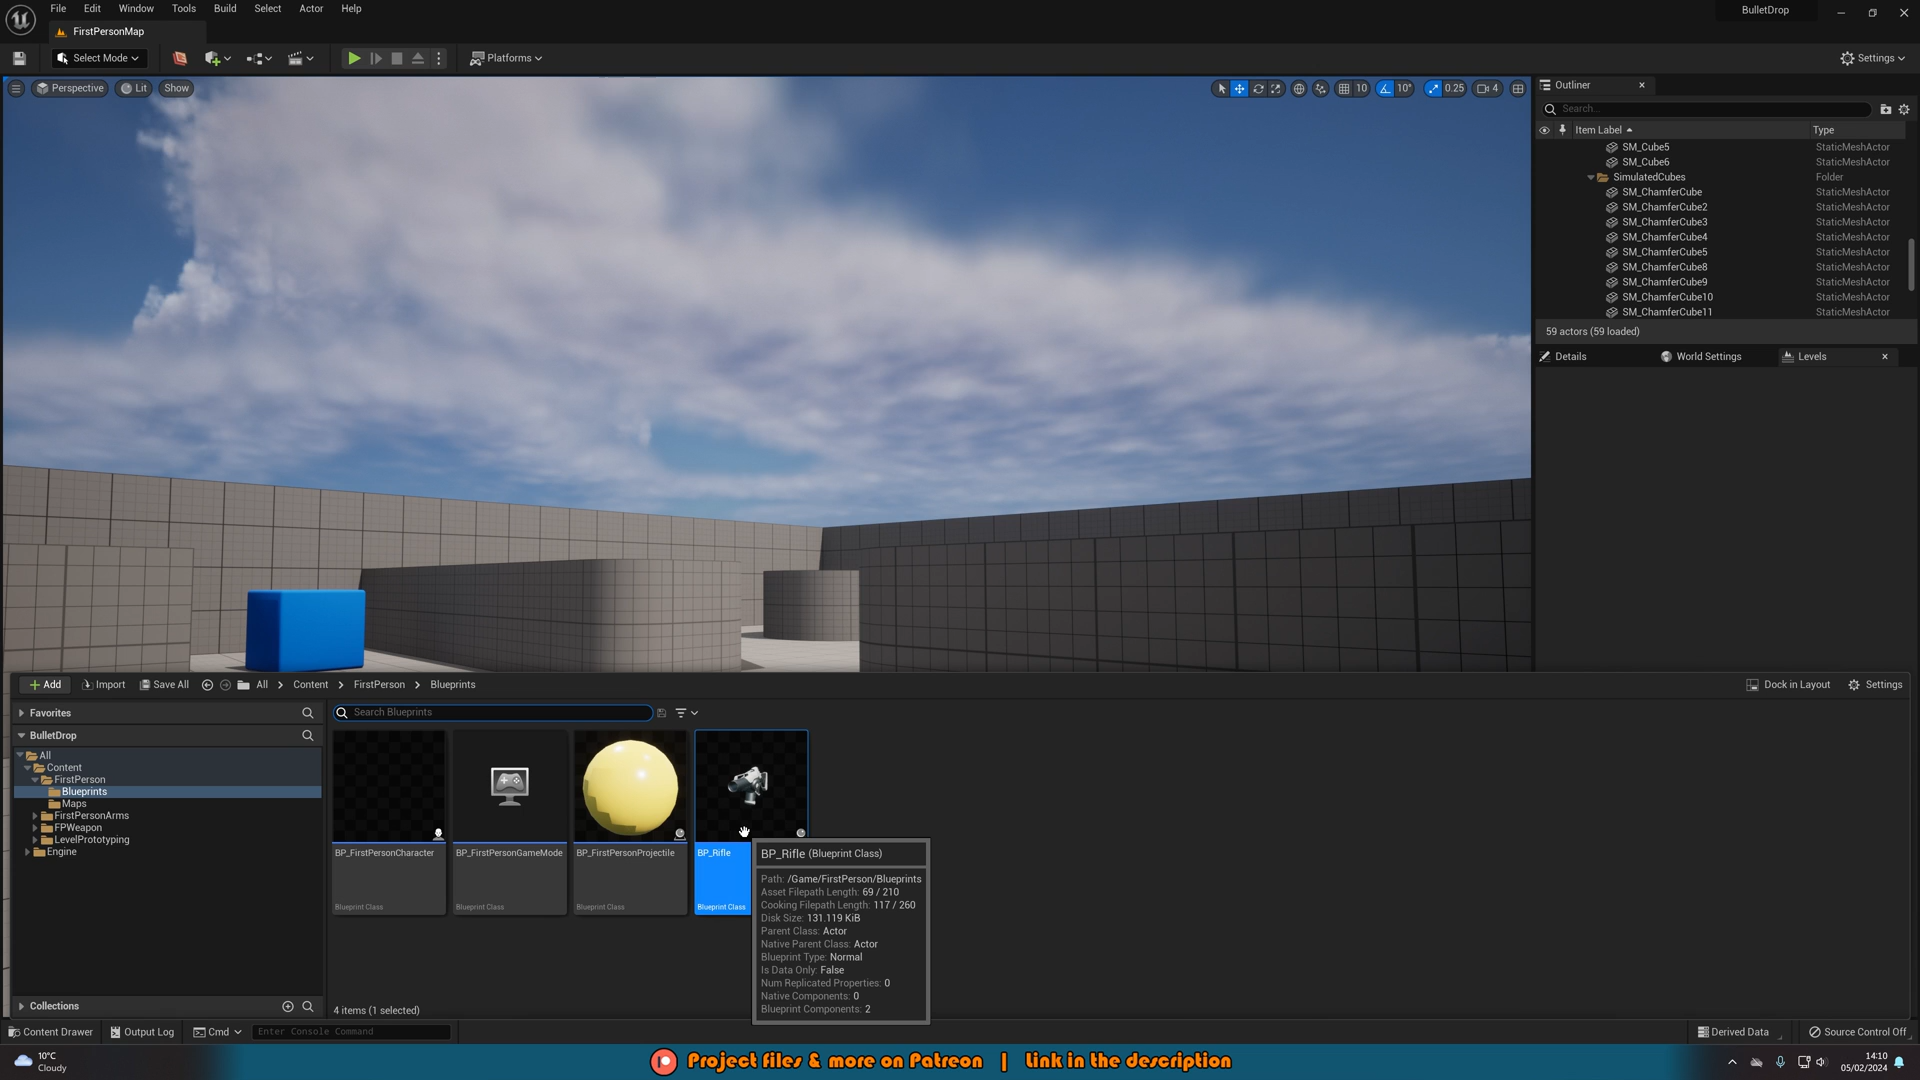 File Edit Window Tools Build Select Actor Help
BulletDrop
FirstPersonMap
Select Mode
Platforms
Settings
Perspective Lit Show
10 10° 0.25 4
Outliner
Search...
Item Label Type
SM_Cube5 StaticMeshActor
SM_Cube6 StaticMeshActor
SimulatedCubes Folder
SM_ChamferCube StaticMeshActor
SM_ChamferCube2 StaticMeshActor
SM_ChamferCube3 StaticMeshActor
SM_ChamferCube4 StaticMeshActor
SM_ChamferCube5 StaticMeshActor
SM_ChamferCube8 StaticMeshActor
SM_ChamferCube9 StaticMeshActor
SM_ChamferCube10 StaticMeshActor
SM_ChamferCube11 StaticMeshActor
59 actors (59 loaded)
Details World Settings Levels
Add Import Save All All Content FirstPerson Blueprints
Dock in Layout Settings
Favorites
BulletDrop
All
Content
FirstPerson
Blueprints
Maps
FirstPersonArms
FPWeapon
LevelPrototyping
Engine
Collections
Search Blueprints
BP_FirstPersonCharacter
Blueprint Class
BP_FirstPersonGameMode
Blueprint Class
BP_FirstPersonProjectile
Blueprint Class
BP_Rifle
Blueprint Class
BP_Rifle (Blueprint Class)
Path: /Game/FirstPerson/Blueprints
Asset Filepath Length: 69 / 210
Cooking Filepath Length: 117 / 260
Disk Size: 131.119 KiB
Parent Class: Actor
Native Parent Class: Actor
Blueprint Type: Normal
Is Data Only: False
Num Replicated Properties: 0
Native Components: 0
Blueprint Components: 2
4 items (1 selected)
Content Drawer Output Log Cmd Enter Console Command
Derived Data Source Control Off
10°C
Cloudy
Project files & more on Patreon | Link in the description
14:10
05/02/2024